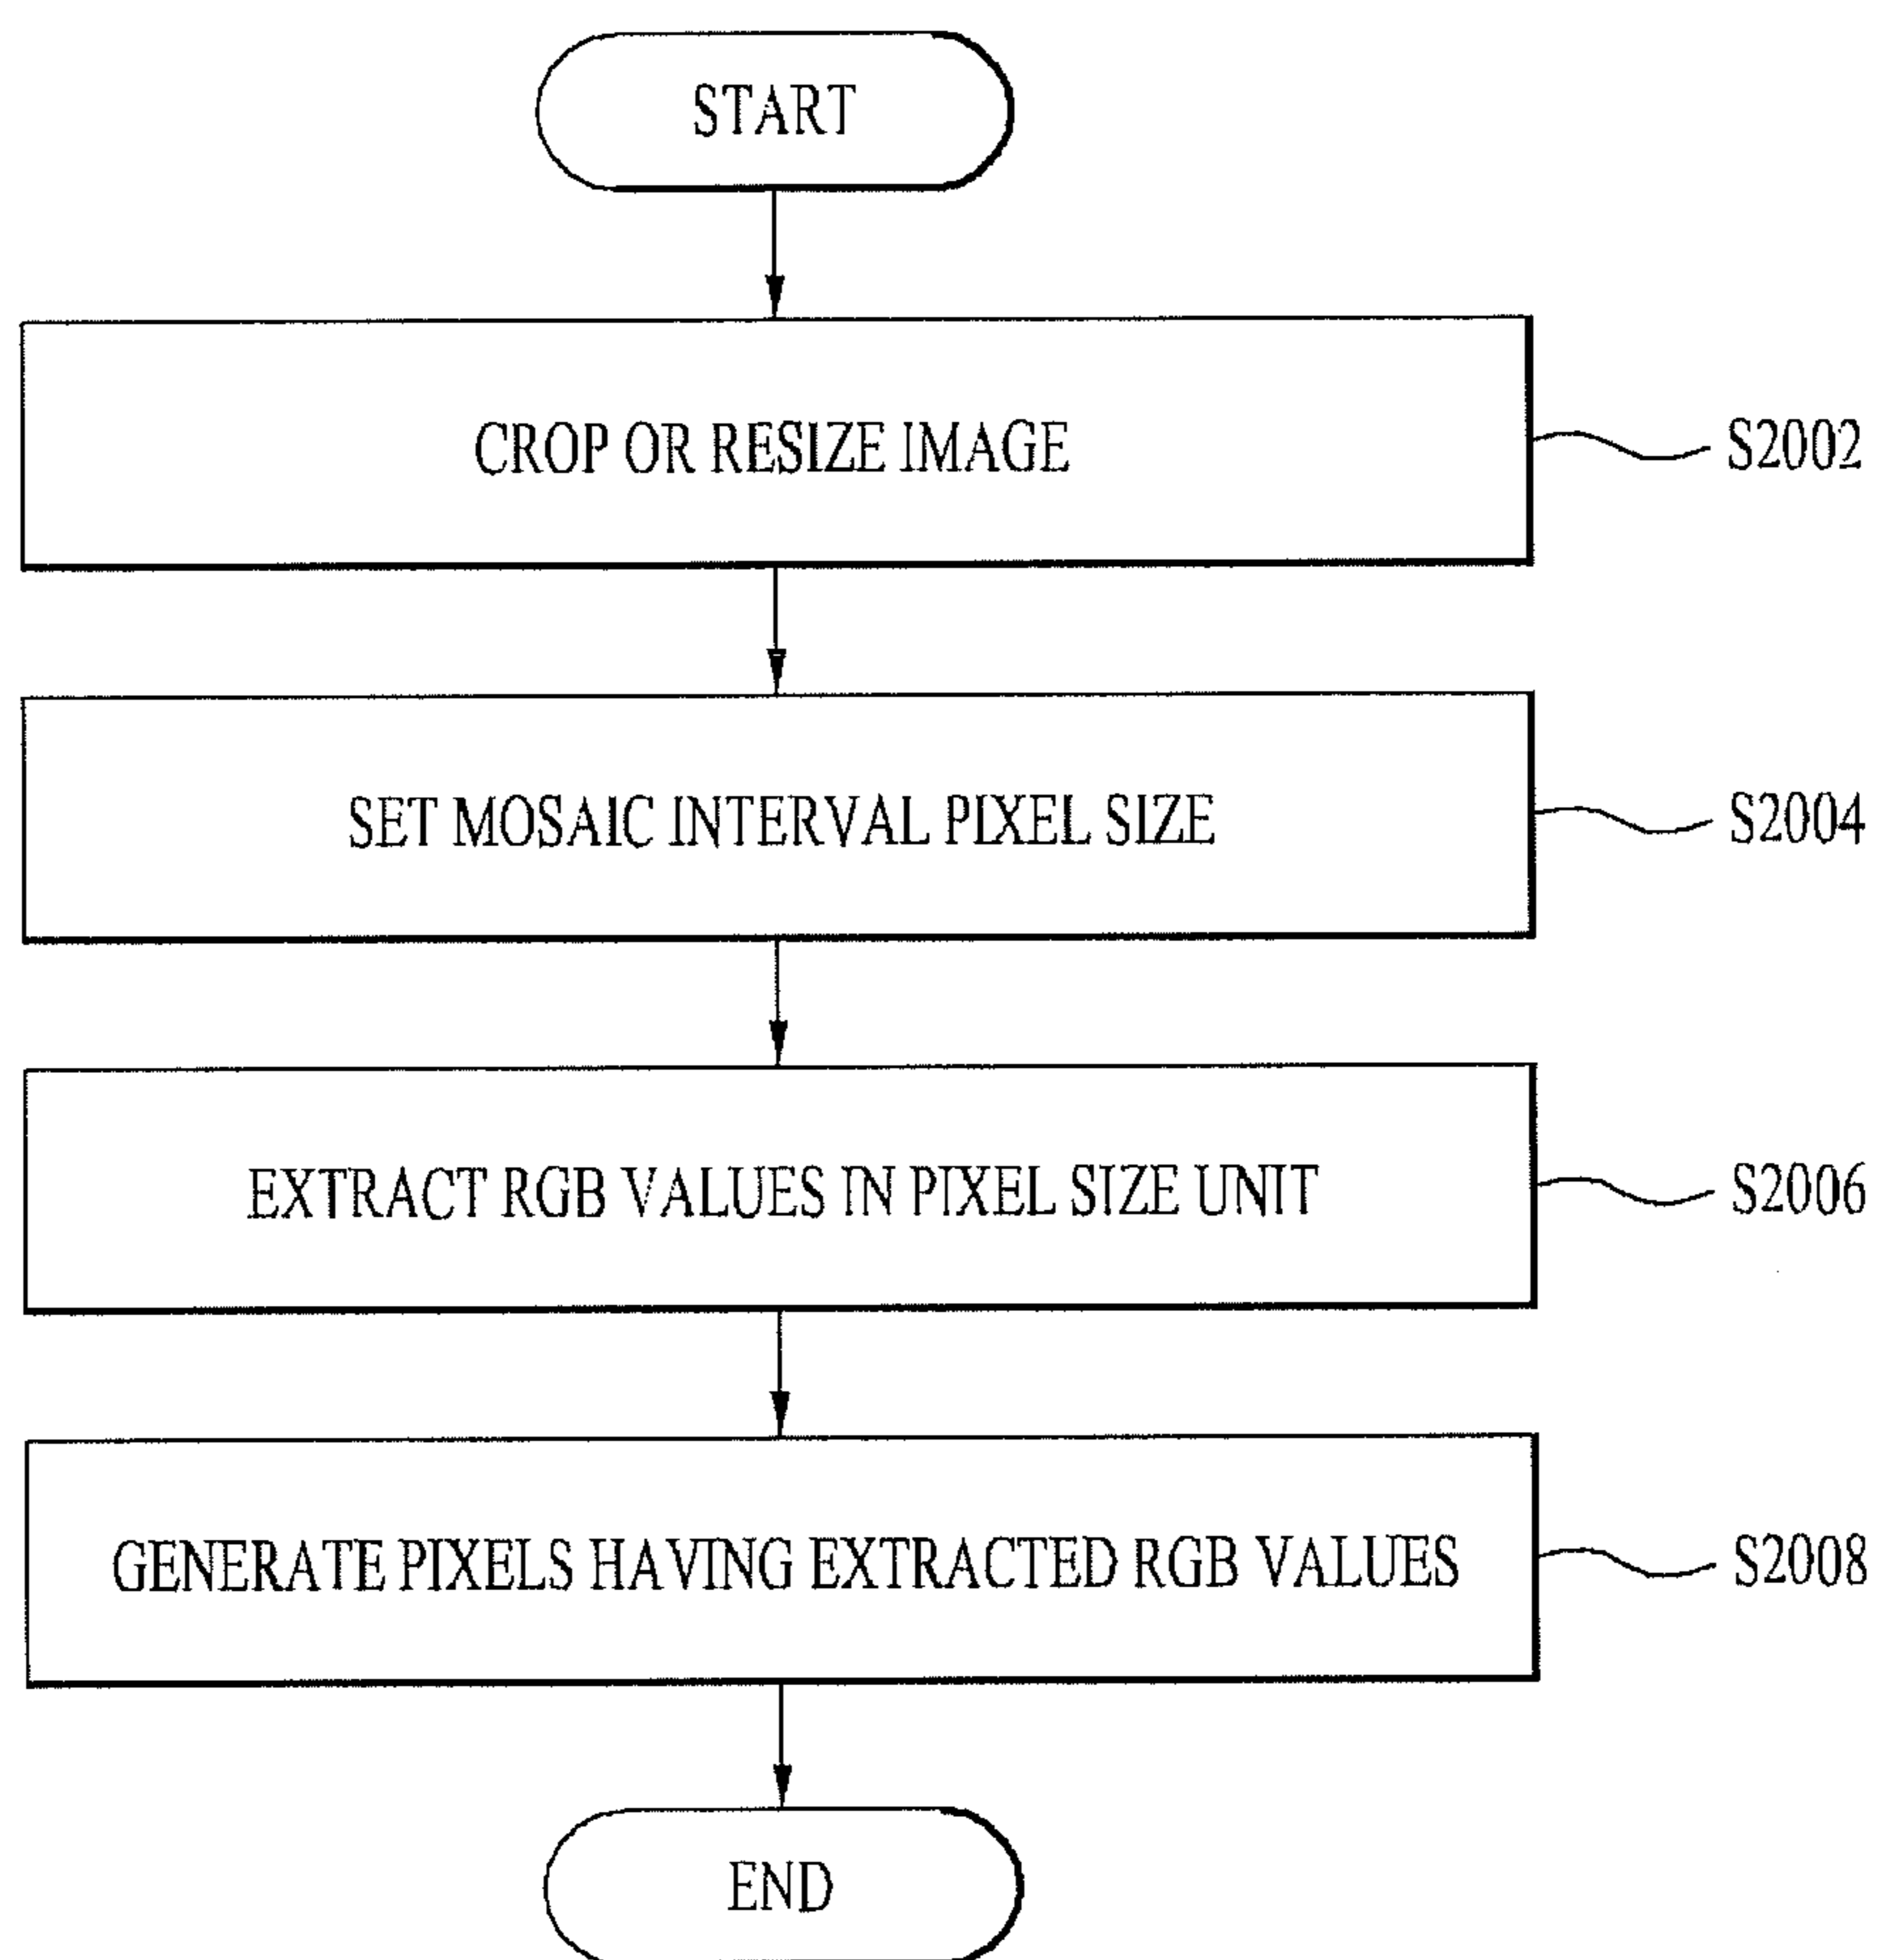 START
CROP OR RESIZE IMAGE
S2002
SET MOSAIC INTERVAL PIXEL SIZE
S2004
EXTRACT RGB VALUES IN PIXEL SIZE UNIT
S2006
GENERATE PIXELS HAVING EXTRACTED RGB VALUES
S2008
END